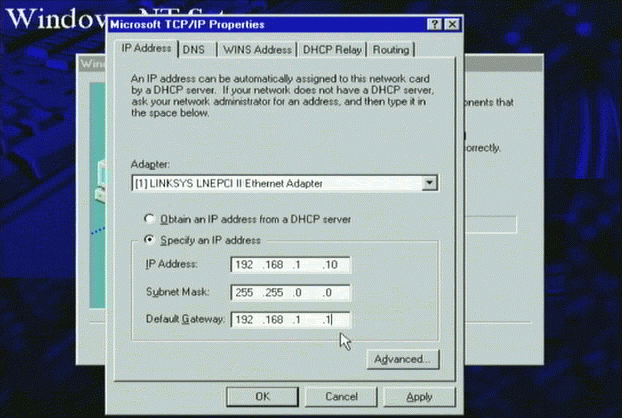 Microsoft TCP/IP Properties
IP Address DNS WINS Address DHCP Relay Routing
An IP address can be automatically assigned to this network card
by a DHCP server. If your network does not have a DHCP server,
ask your network administrator for an address, and then type it in
the space below.
onents that
orrectly.
Adapter:
[1] LINKSYS LNEPCI II Ethernet Adapter
Obtain an IP address from a DHCP server
Specify an IP address
IP Address: 192 .168 .1 .10
Subnet Mask: 255 .255 .0 .0
Default Gateway: 192 .168 .1 .1
Advanced...
OK Cancel Apply